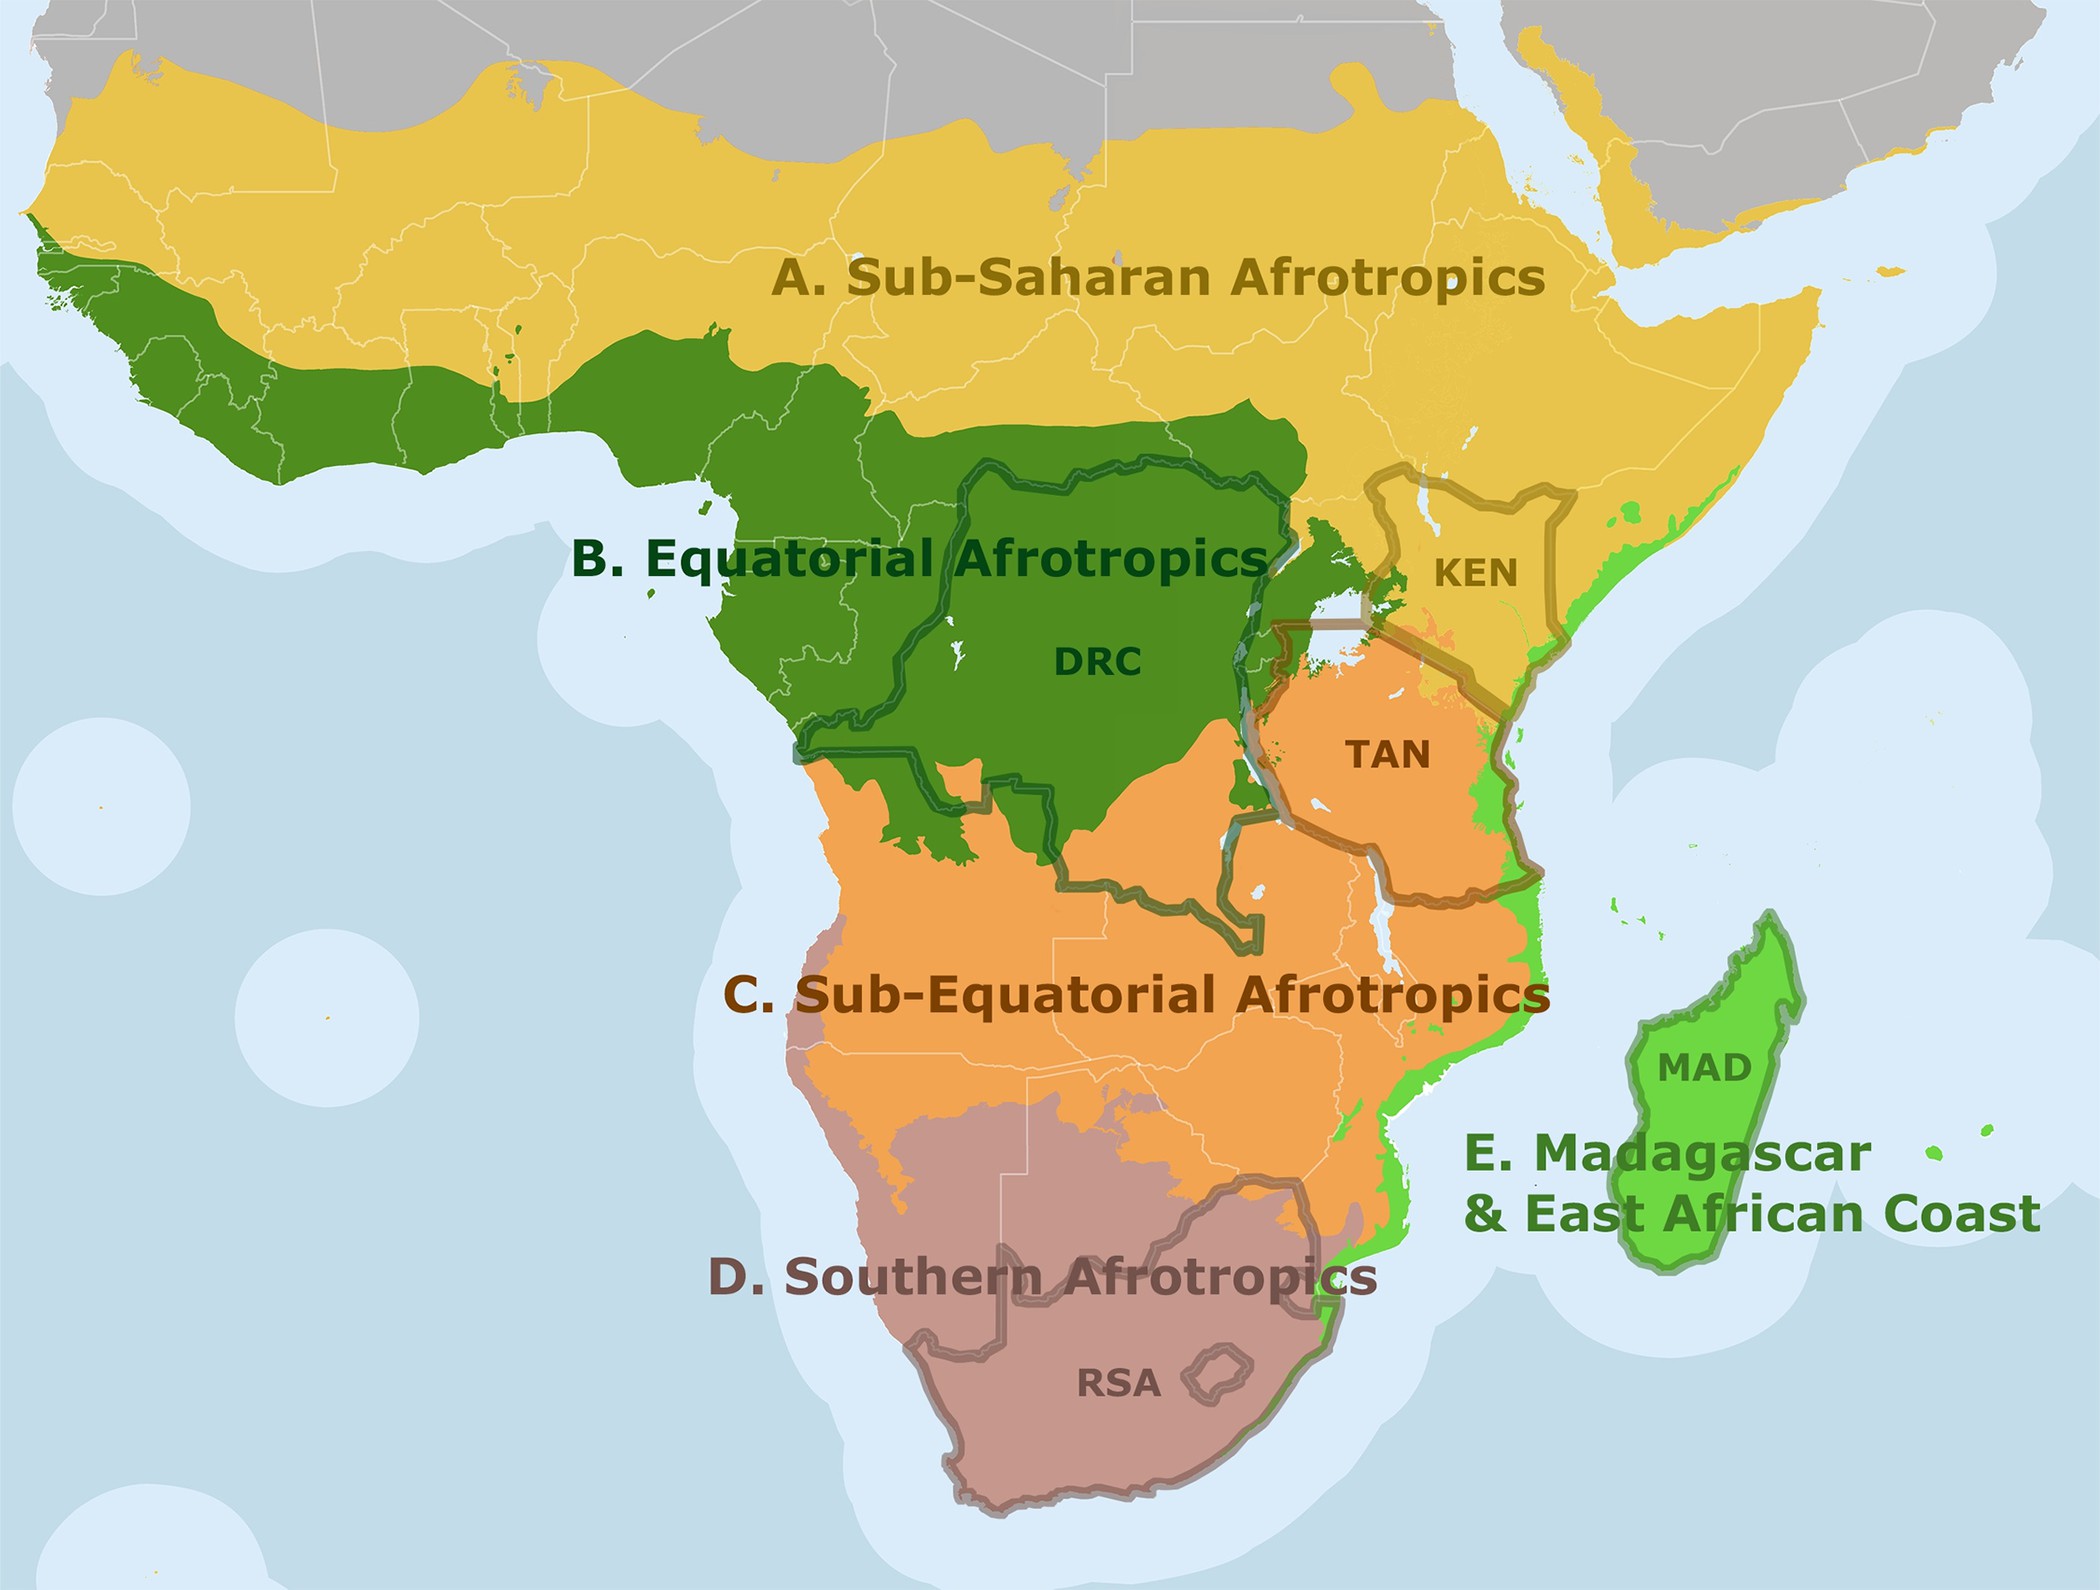 A. Sub-Saharan Afrotropics
B. Equatorial Afrotropics
KEN
DRC
TAN
C. Sub-Equatorial Afrotropics
MAD
E. Madagascar
& East African Coast
D. Southern Afrotropics
RSA